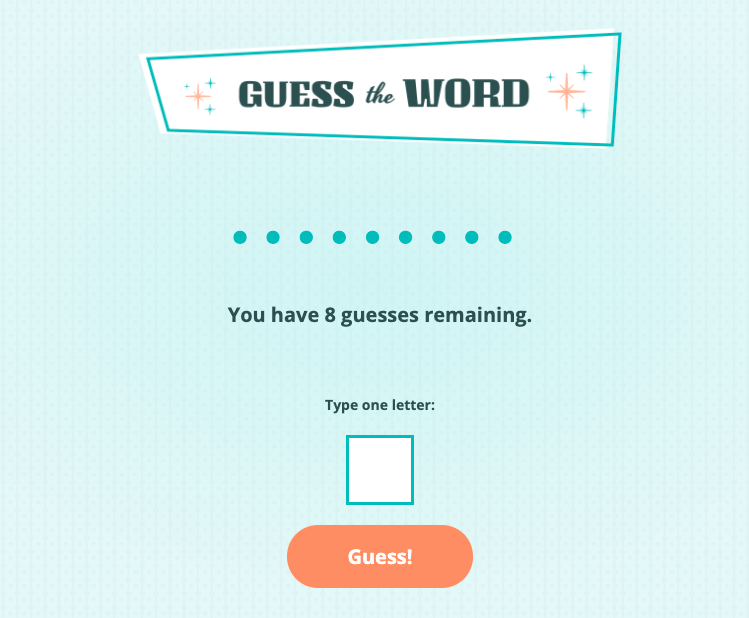 GUESS the WORD
●●●●●●●●●
You have 8 guesses remaining.
Type one letter:
Guess!